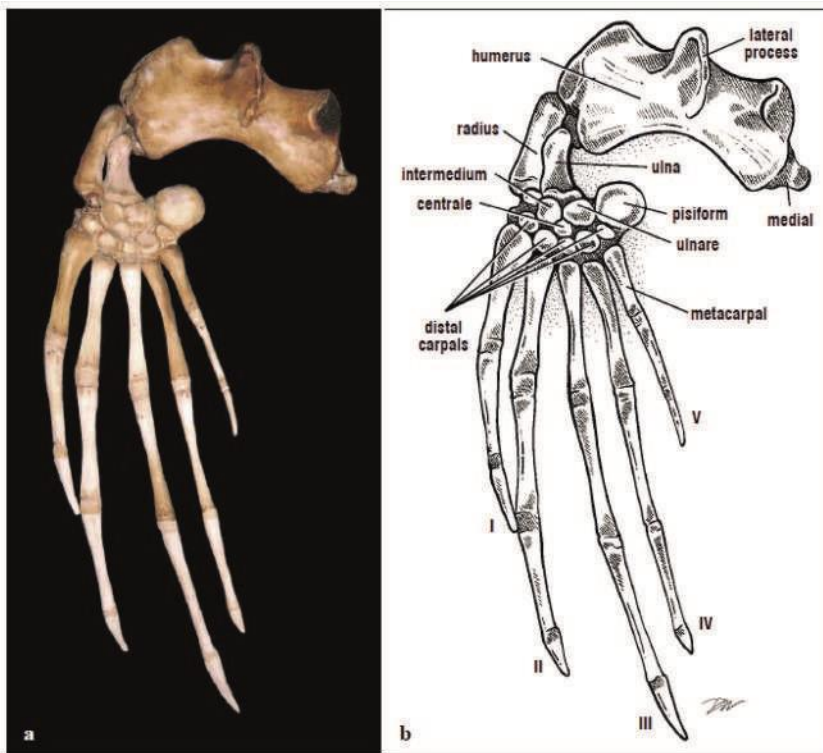 lateral
process
humerus
radius
ulna
intermedium
centrale
pisiform
medial
ulnare
metacarpal
distal
carpals
V
I
IV
II
III
a
b